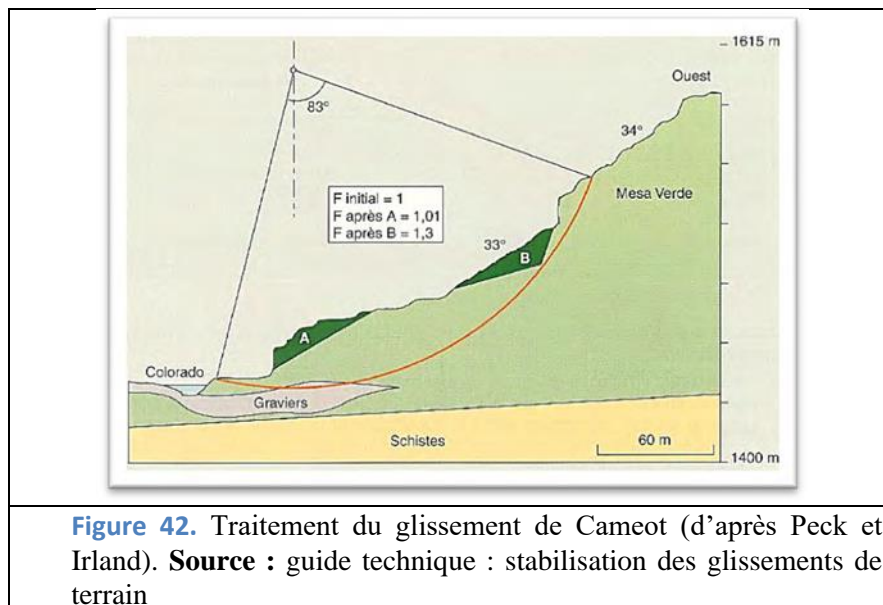 1615 m
Ouest
83°
34°
Mesa Verde
F initial = 1
F après A = 1,01
F après B = 1,3
33°
B
A
Colorado
Graviers
Schistes
60 m
1400 m
Figure 42. Traitement du glissement de Cameot (d’après Peck et
Irland). Source : guide technique : stabilisation des glissements de
terrain